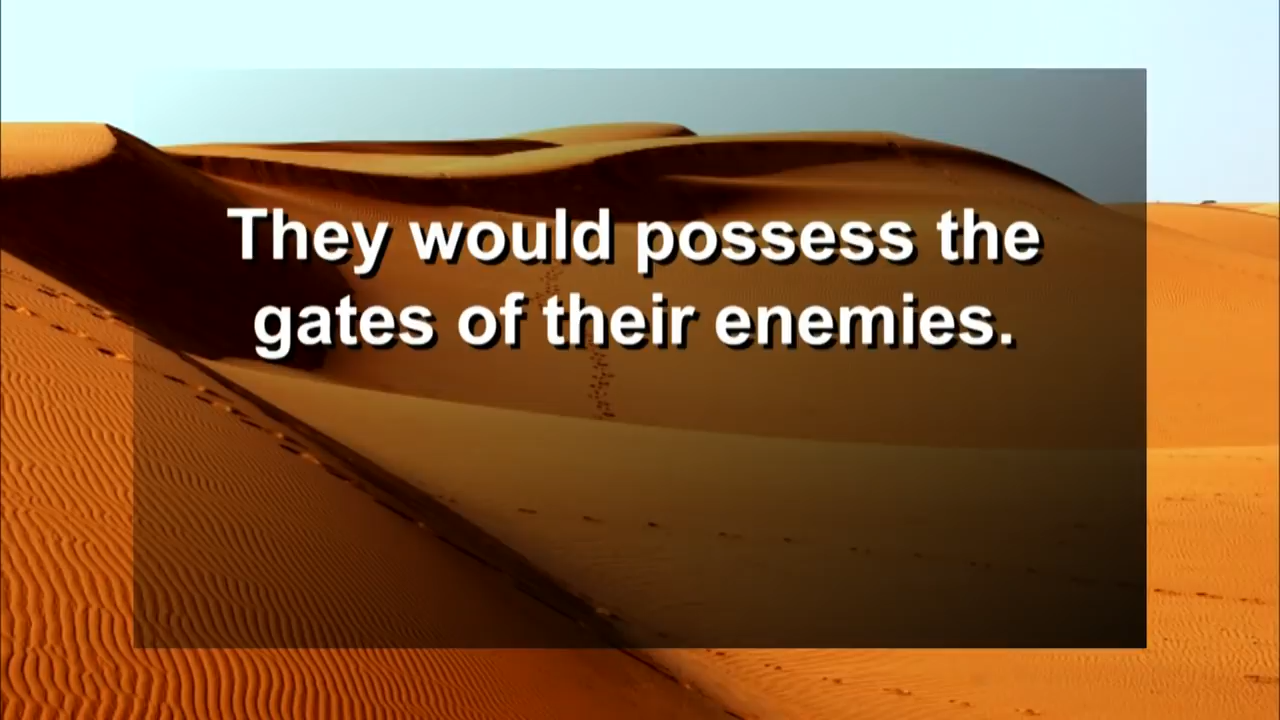 They would possess the
gates of their enemies.